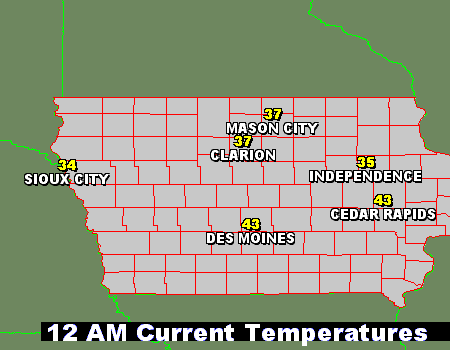 37
MASON CITY
37
CLARION
34
SIOUX CITY
35
INDEPENDENCE
43
CEDAR RAPIDS
43
DES MOINES
12 AM Current Temperatures